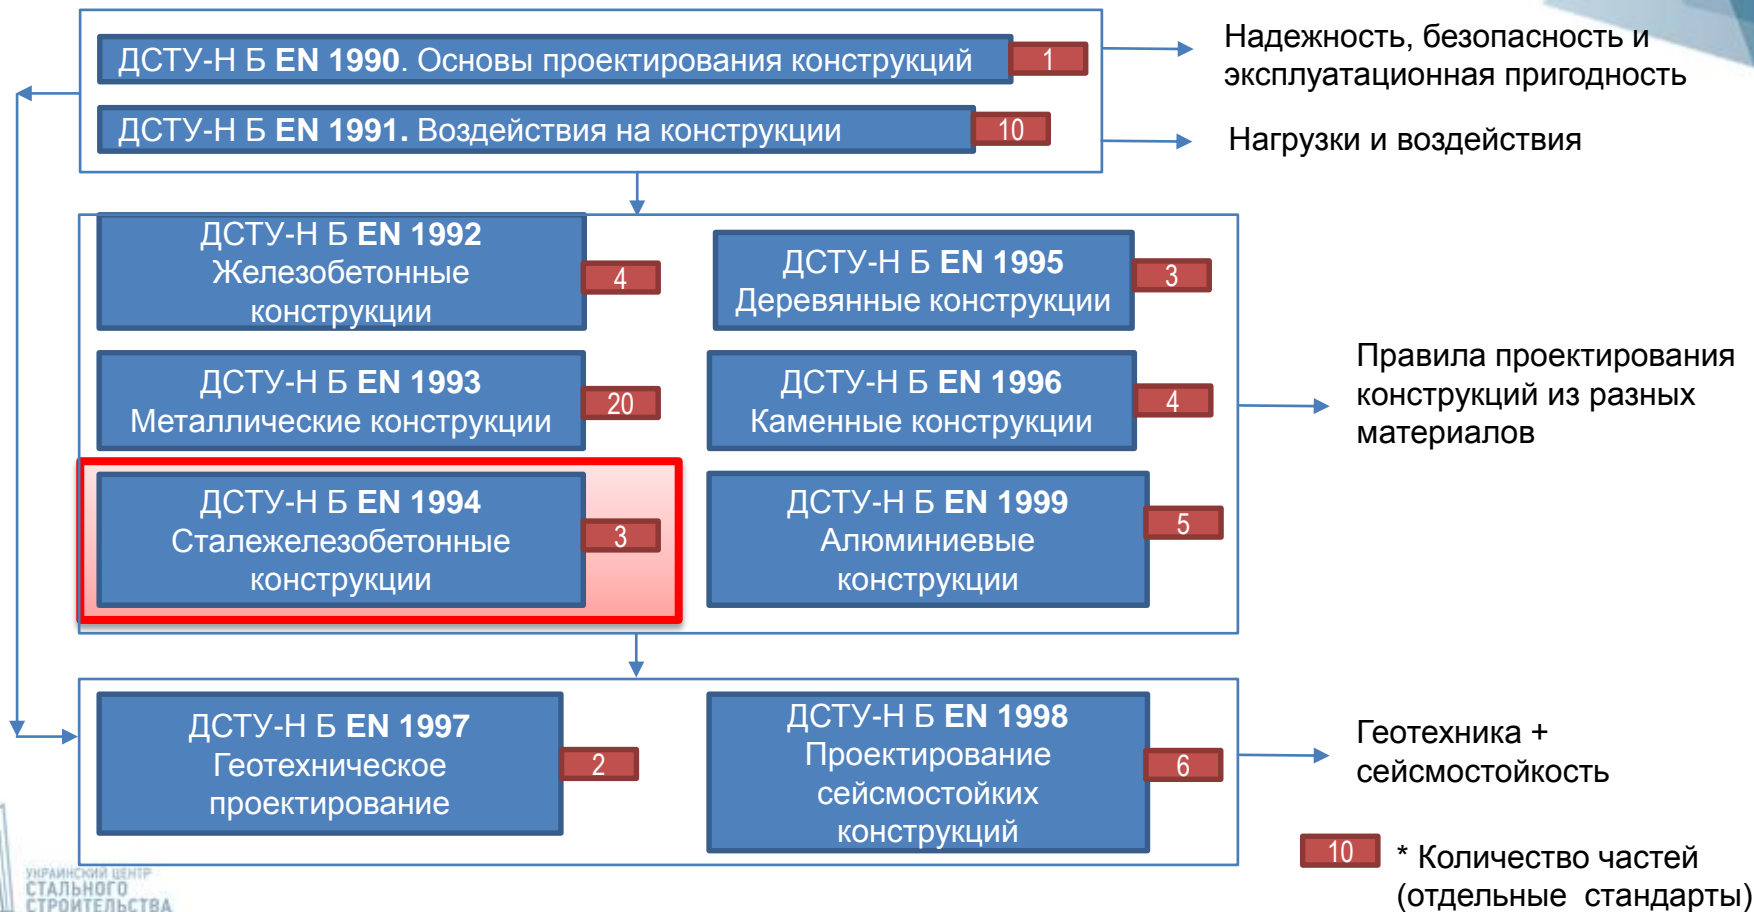 ДСТУ-Н Б EN 1990. Основы проектирования конструкций
1
Надежность, безопасность и
эксплуатационная пригодность
ДСТУ-Н Б EN 1991. Воздействия на конструкции
10
Нагрузки и воздействия
ДСТУ-Н Б EN 1992
Железобетонные
конструкции
4
ДСТУ-Н Б EN 1995
Деревянные конструкции
3
ДСТУ-Н Б EN 1993
Металлические конструкции
20
ДСТУ-Н Б EN 1996
Каменные конструкции
4
Правила проектирования
конструкций из разных
материалов
ДСТУ-Н Б EN 1994
Сталежелезобетонные
конструкции
3
ДСТУ-Н Б EN 1999
Алюминиевые
конструкции
5
ДСТУ-Н Б EN 1997
Геотехническое
проектирование
2
ДСТУ-Н Б EN 1998
Проектирование
сейсмостойких
конструкций
6
Геотехника +
сейсмостойкость
10
* Количество частей
(отдельные стандарты)
УКРАИНСКИЙ ЦЕНТР
СТАЛЬНОГО
СТРОИТЕЛЬСТВА